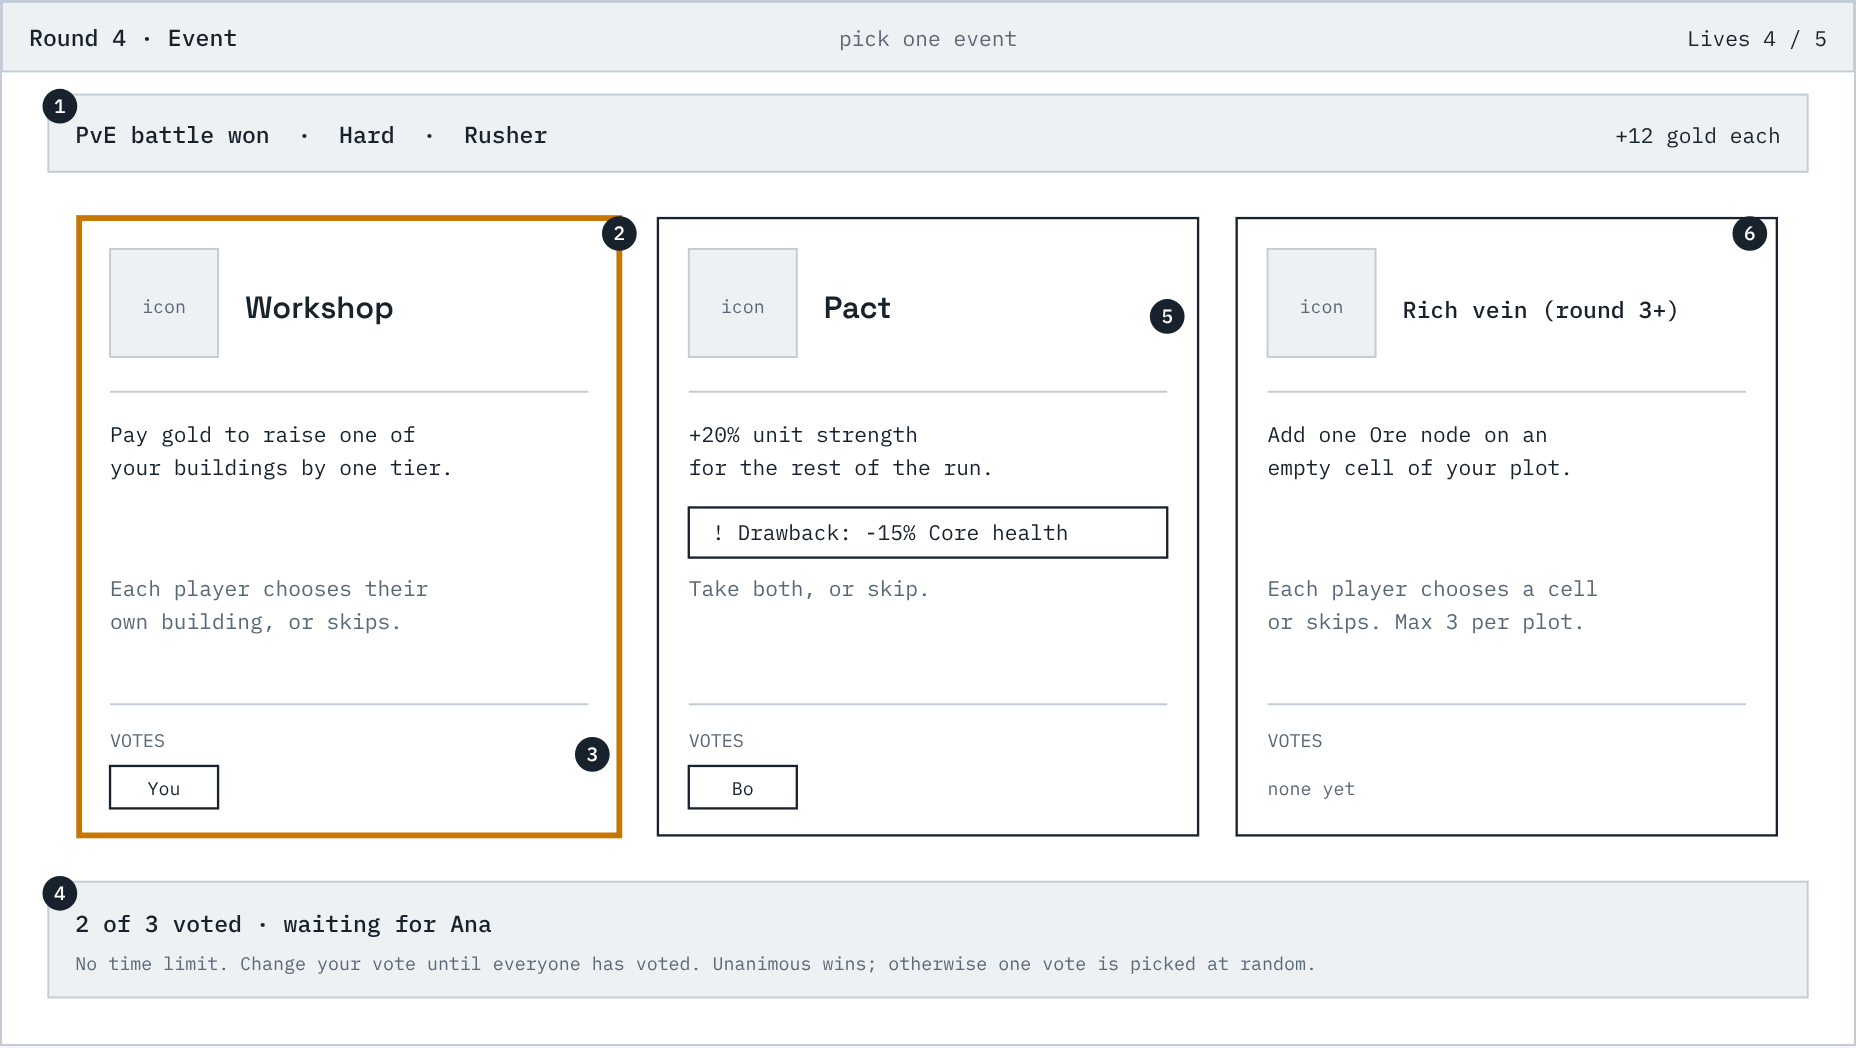 Round 4 · Event
pick one event
Lives 4 / 5
1
PvE battle won · Hard · Rusher
+12 gold each
2
icon
Workshop
Pay gold to raise one of
your buildings by one tier.
Each player chooses their
own building, or skips.
VOTES
3
You
icon
Pact
5
+20% unit strength
for the rest of the run.
! Drawback: -15% Core health
Take both, or skip.
VOTES
Bo
6
icon
Rich vein (round 3+)
Add one Ore node on an
empty cell of your plot.
Each player chooses a cell
or skips. Max 3 per plot.
VOTES
none yet
4
2 of 3 voted · waiting for Ana
No time limit. Change your vote until everyone has voted. Unanimous wins; otherwise one vote is picked at random.